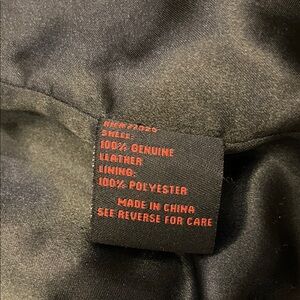 SHELL:
100% GENUINE
LEATHER
LINING:
100% POLYESTER
MADE IN CHINA
SEE REVERSE FOR CARE